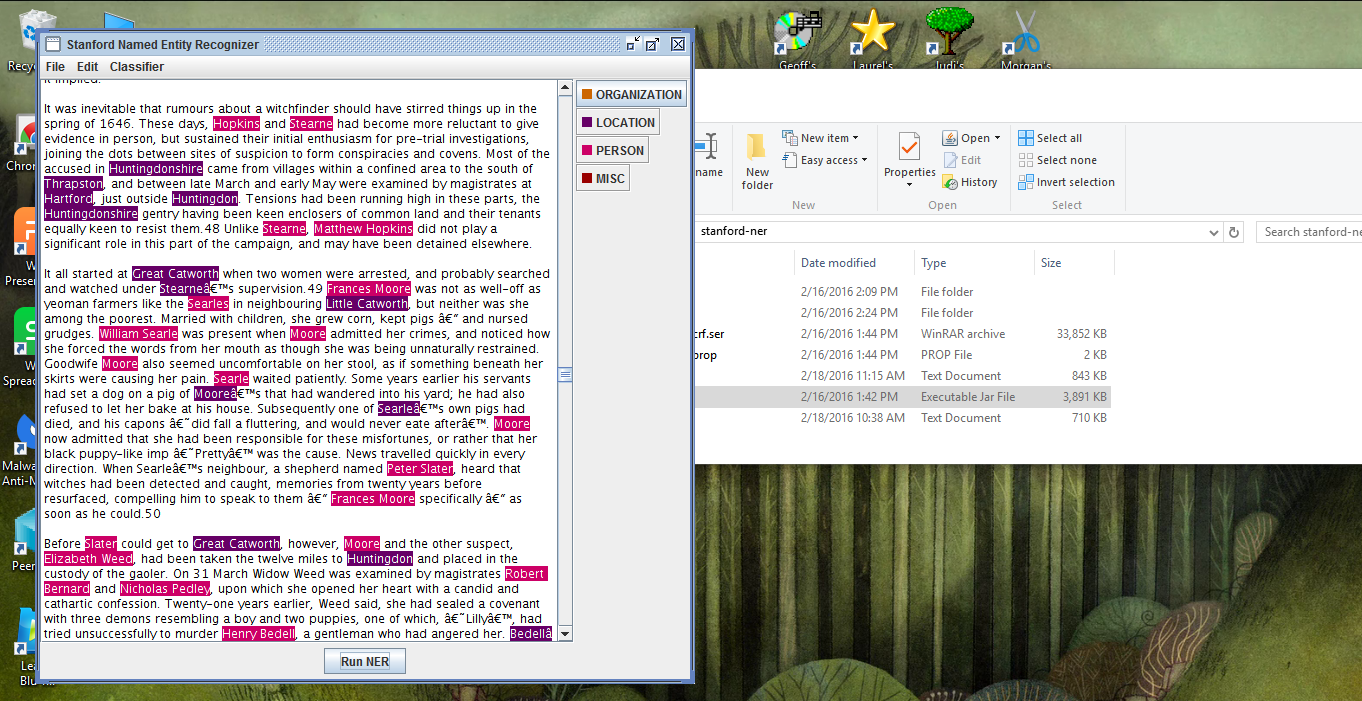 Recyc
Chron
W
Presen
W
Spread
Malwa
Anti-M
Peer
Lea
Geoff's
Laurel's
Judi's
Morgan's
Stanford Named Entity Recognizer
File Edit Classifier
it implied.
It was inevitable that rumours about a witchfinder should have stirred things up in the
spring of 1646. These days, Hopkins and Stearne had become more reluctant to give
evidence in person, but sustained their initial enthusiasm for pre-trial investigations,
joining the dots between sites of suspicion to form conspiracies and covens. Most of the
accused in Huntingdonshire came from villages within a confined area to the south of
Thrapston, and between late March and early May were examined by magistrates at
Hartford, just outside Huntingdon. Tensions had been running high in these parts, the
Huntingdonshire gentry having been keen enclosers of common land and their tenants
equally keen to resist them.48 Unlike Stearne, Matthew Hopkins did not play a
significant role in this part of the campaign, and may have been detained elsewhere.
It all started at Great Catworth when two women were arrested, and probably searched
and watched under Stearneâ€™s supervision.49 Frances Moore was not as well-off as
yeoman farmers like the Searles in neighbouring Little Catworth, but neither was she
among the poorest. Married with children, she grew corn, kept pigs â€“ and nursed
grudges. William Searle was present when Moore admitted her crimes, and noticed how
she forced the words from her mouth as though she was being unnaturally restrained.
Goodwife Moore also seemed uncomfortable on her stool, as if something beneath her
skirts were causing her pain. Searle waited patiently. Some years earlier his servants
had set a dog on a pig of Mooreâ€™s that had wandered into his yard; he had also
refused to let her bake at his house. Subsequently one of Searleâ€™s own pigs had
died, and his capons â€˜did fall a fluttering, and would never eate afterâ€™. Moore
now admitted that she had been responsible for these misfortunes, or rather that her
black puppy-like imp â€˜Prettyâ€™ was the cause. News travelled quickly in every
direction. When Searleâ€™s neighbour, a shepherd named Peter Slater, heard that
witches had been detected and caught, memories from twenty years before
resurfaced, compelling him to speak to them â€“ Frances Moore specifically â€“ as
soon as he could.50
Before Slater could get to Great Catworth, however, Moore and the other suspect,
Elizabeth Weed, had been taken the twelve miles to Huntingdon and placed in the
custody of the gaoler. On 31 March Widow Weed was examined by magistrates Robert
Bernard and Nicholas Pedley, upon which she opened her heart with a candid and
cathartic confession. Twenty-one years earlier, Weed said, she had sealed a covenant
with three demons resembling a boy and two puppies, one of which, â€˜Lillyâ€™, had
tried unsuccessfully to murder Henry Bedell, a gentleman who had angered her. Bedellâ
ORGANIZATION
LOCATION
PERSON
MISC
Run NER
name
New
folder
New item
Easy access
New
Properties
Open
Edit
History
Open
Select all
Select none
Invert selection
Select
stanford-ner
Search stanford-ne
Date modified Type Size
2/16/2016 2:09 PM File folder
2/16/2016 2:24 PM File folder
crf.ser 2/16/2016 1:44 PM WinRAR archive 33,852 KB
prop 2/16/2016 1:44 PM PROP File 2 KB
2/18/2016 11:15 AM Text Document 843 KB
2/16/2016 1:42 PM Executable Jar File 3,891 KB
2/18/2016 10:38 AM Text Document 710 KB